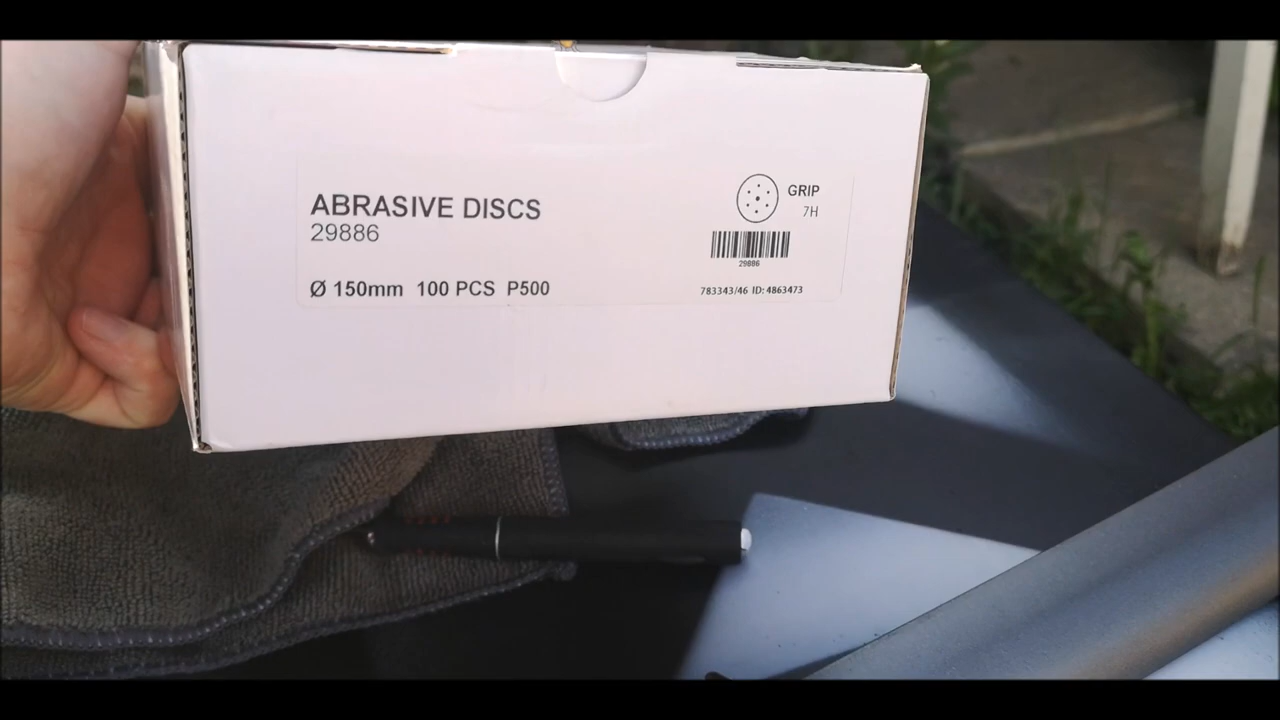 ABRASIVE DISCS
29886
Ø 150mm 100 PCS P500
GRIP
7H
29886
783343/46 ID: 4863473